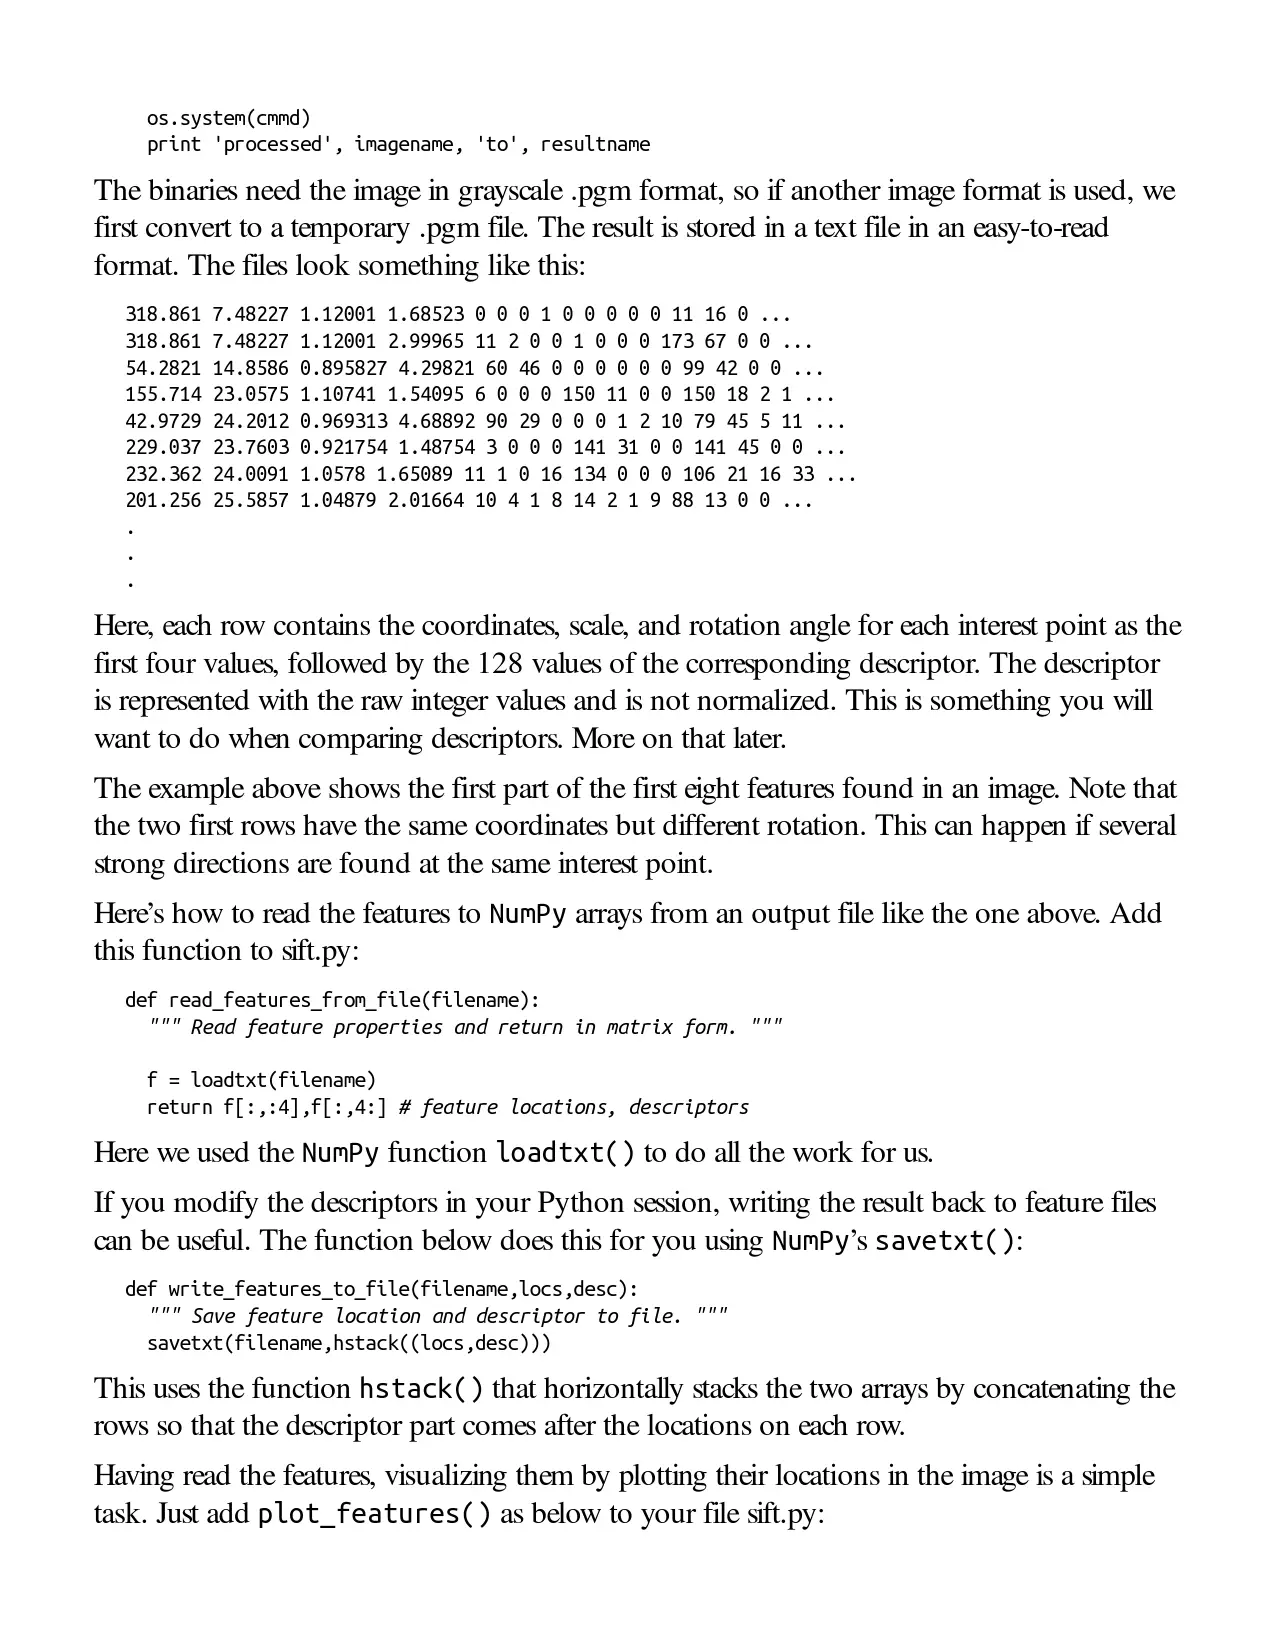 os.system(cmmd)
print 'processed', imagename, 'to', resultname
The binaries need the image in grayscale .pgm format, so if another image format is used, we
first convert to a temporary .pgm file. The result is stored in a text file in an easy-to-read
format. The files look something like this:
318.861 7.48227 1.12001 1.68523 0 0 0 1 0 0 0 0 0 11 16 0 ...
318.861 7.48227 1.12001 2.99965 11 2 0 0 1 0 0 0 173 67 0 0 ...
54.2821 14.8586 0.895827 4.29821 60 46 0 0 0 0 0 0 99 42 0 0 ...
155.714 23.0575 1.10741 1.54095 6 0 0 0 150 11 0 0 150 18 2 1 ...
42.9729 24.2012 0.969313 4.68892 90 29 0 0 0 1 2 10 79 45 5 11 ...
229.037 23.7603 0.921754 1.48754 3 0 0 0 141 31 0 0 141 45 0 0 ...
232.362 24.0091 1.0578 1.65089 11 1 0 16 134 0 0 0 106 21 16 33 ...
201.256 25.5857 1.04879 2.01664 10 4 1 8 14 2 1 9 88 13 0 0 ...
.
.
.
Here, each row contains the coordinates, scale, and rotation angle for each interest point as the
first four values, followed by the 128 values of the corresponding descriptor. The descriptor
is represented with the raw integer values and is not normalized. This is something you will
want to do when comparing descriptors. More on that later.
The example above shows the first part of the first eight features found in an image. Note that
the two first rows have the same coordinates but different rotation. This can happen if several
strong directions are found at the same interest point.
Here’s how to read the features to NumPy arrays from an output file like the one above. Add
this function to sift.py:
def read_features_from_file(filename):
""" Read feature properties and return in matrix form. """
f = loadtxt(filename)
return f[:,:4],f[:,4:] # feature locations, descriptors
Here we used the NumPy function loadtxt() to do all the work for us.
If you modify the descriptors in your Python session, writing the result back to feature files
can be useful. The function below does this for you using NumPy’s savetxt():
def write_features_to_file(filename,locs,desc):
""" Save feature location and descriptor to file. """
savetxt(filename,hstack((locs,desc)))
This uses the function hstack() that horizontally stacks the two arrays by concatenating the
rows so that the descriptor part comes after the locations on each row.
Having read the features, visualizing them by plotting their locations in the image is a simple
task. Just add plot_features() as below to your file sift.py: